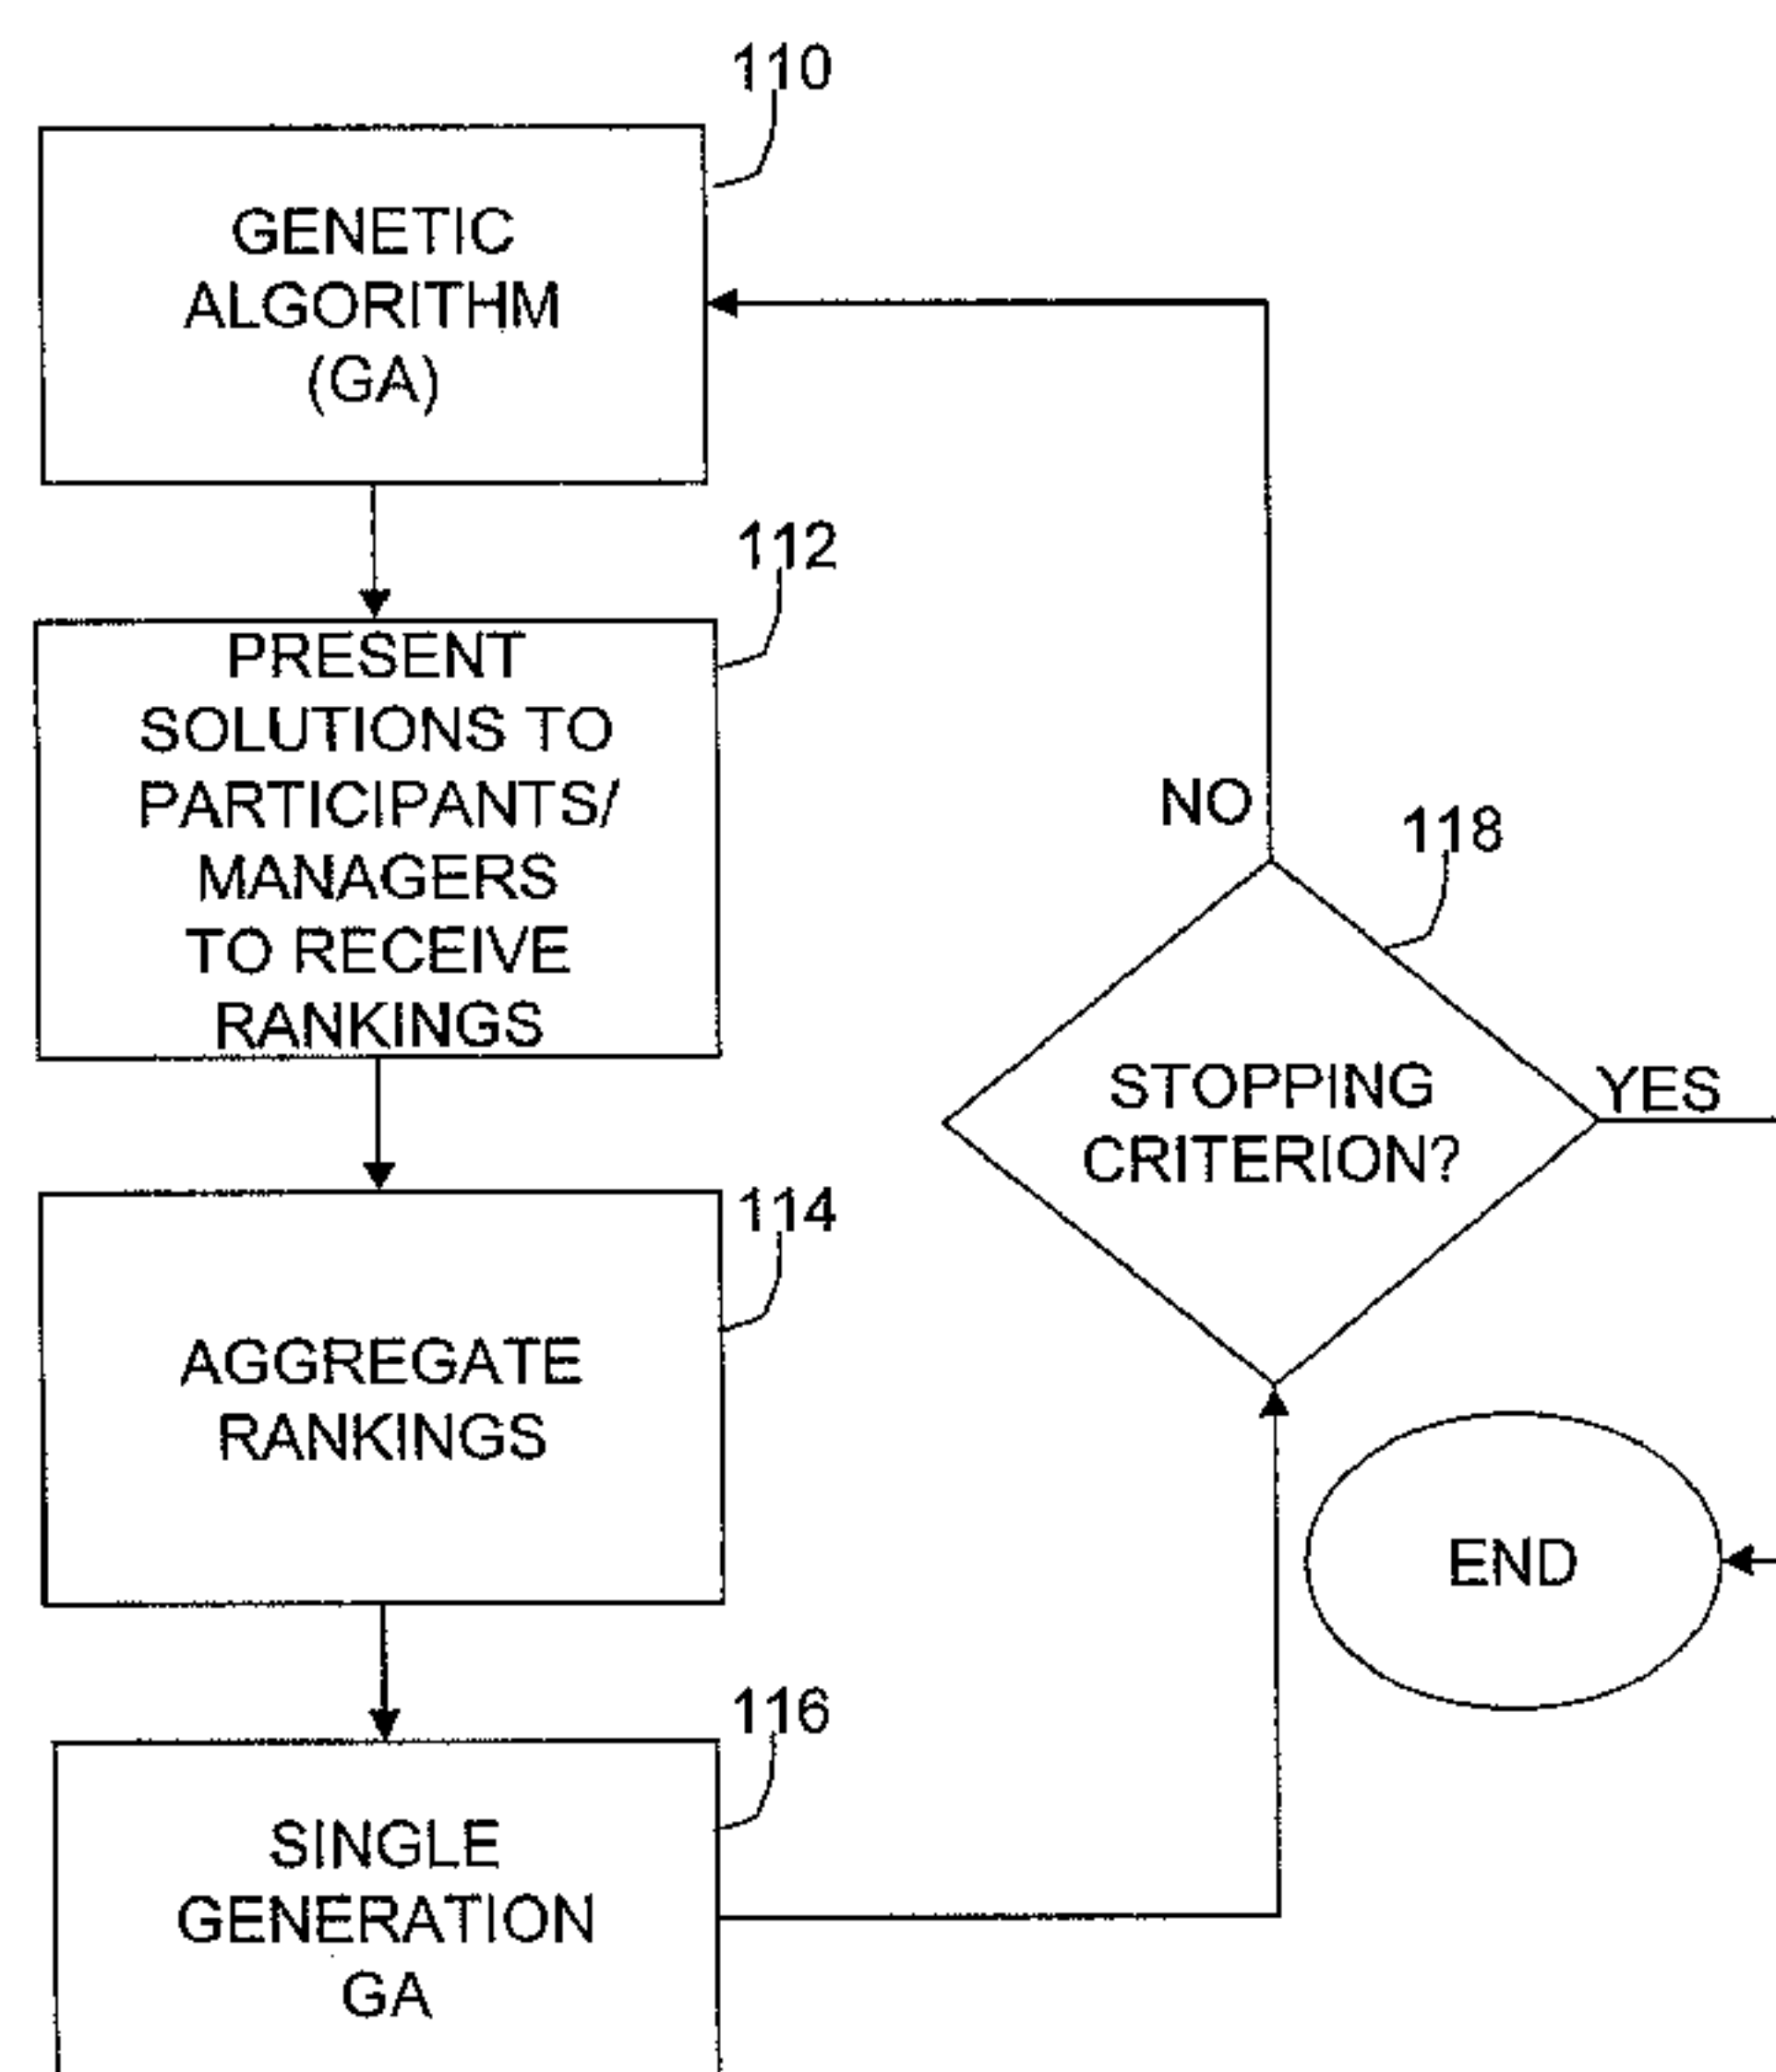 110
GENETIC
ALGORITHM
(GA)
112
PRESENT
SOLUTIONS TO
PARTICIPANTS/
MANAGERS
TO RECEIVE
RANKINGS
114
AGGREGATE
RANKINGS
116
SINGLE
GENERATION
GA
NO
118
STOPPING
CRITERION?
YES
END